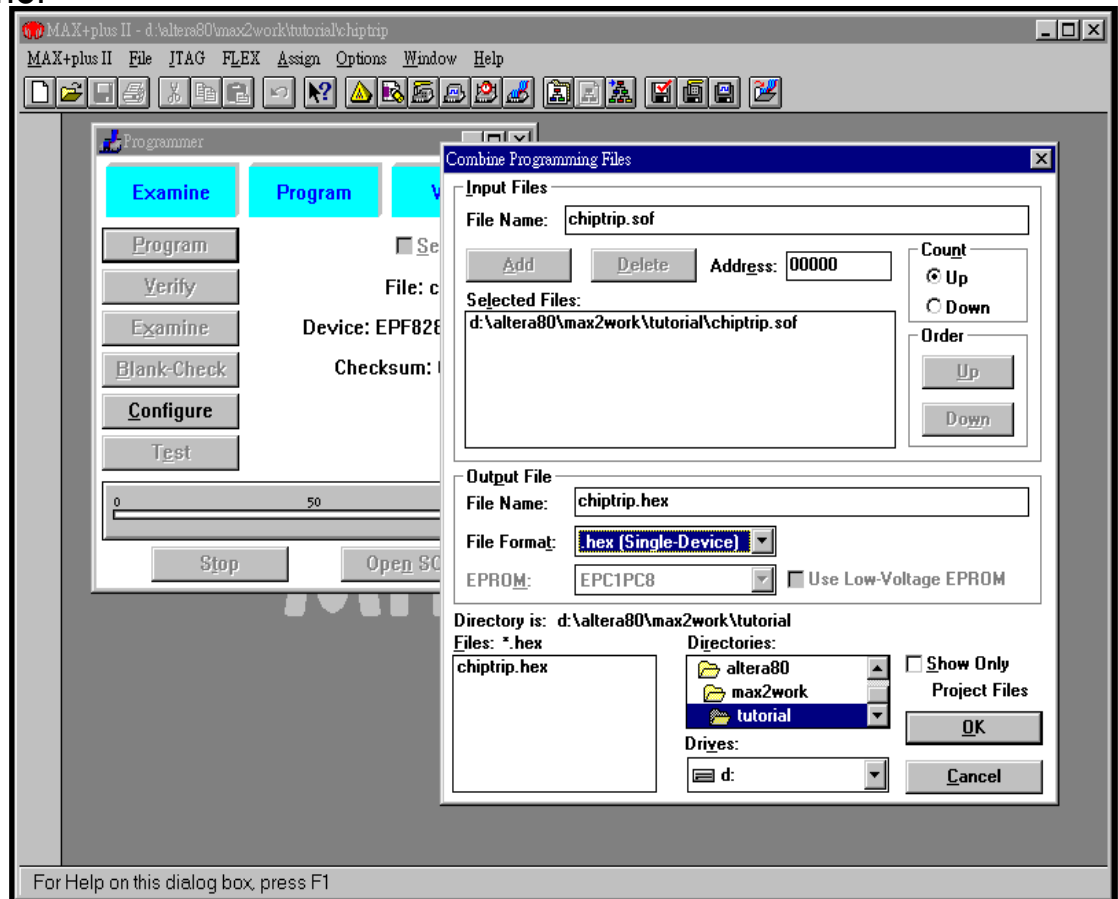 MAX+plus II - d:\altera80\max2work\tutorial\chiptrip
MAX+plus II File JTAG FLEX Assign Options Window Help
Programmer
Examine Program V
Program
Se
Verify
File: c
Examine
Device: EPF828
Blank-Check
Checksum:
Configure
Test
0 50
Stop
Open SC
Combine Programming Files
Input Files
File Name: chiptrip.sof
Add Delete Address: 00000
Count
Up
Down
Selected Files:
d:\altera80\max2work\tutorial\chiptrip.sof
Order
Up
Down
Output File
File Name: chiptrip.hex
File Format: .hex (Single-Device)
EPROM: EPC1PC8 Use Low-Voltage EPROM
Directory is: d:\altera80\max2work\tutorial
Files: *.hex
chiptrip.hex
Directories:
altera80
max2work
tutorial
Drives:
d:
Show Only
Project Files
OK
Cancel
For Help on this dialog box, press F1